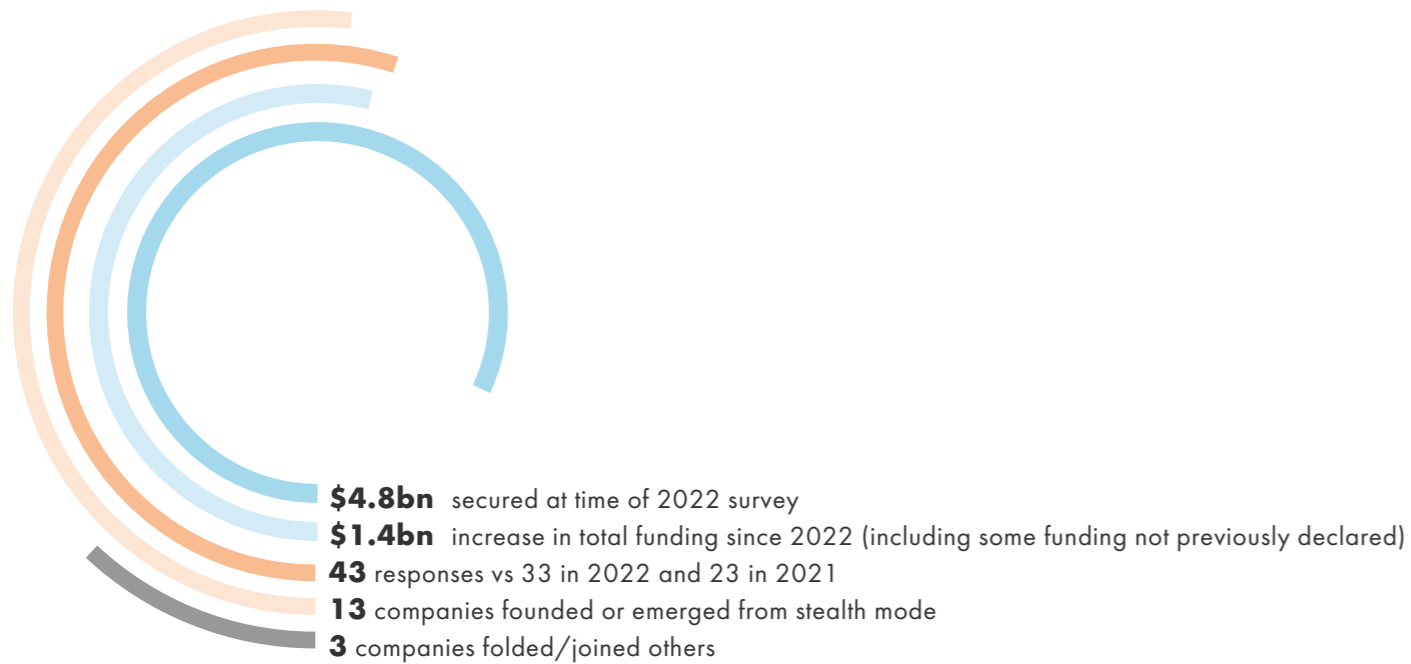 $4.8bn secured at time of 2022 survey
$1.4bn increase in total funding since 2022 (including some funding not previously declared)
43 responses vs 33 in 2022 and 23 in 2021
13 companies founded or emerged from stealth mode
3 companies folded/joined others